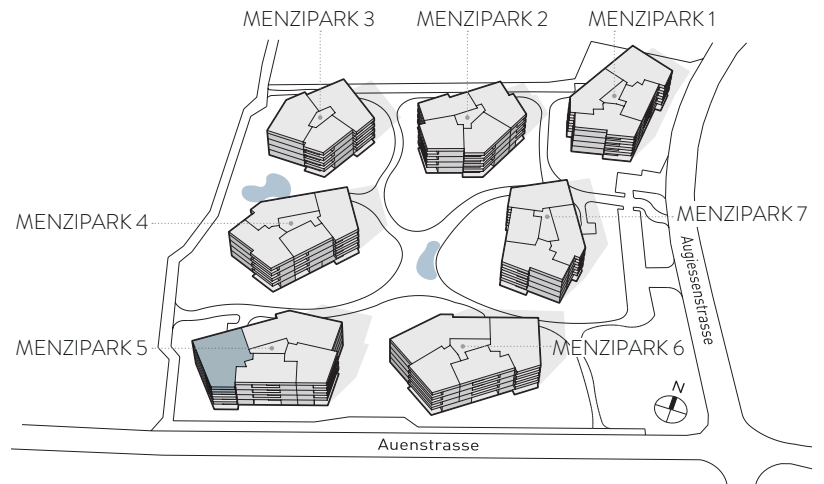 MENZIPARK 3
MENZIPARK 2
MENZIPARK 1
MENZIPARK 4
MENZIPARK 7
Augiessenstrasse
MENZIPARK 5
MENZIPARK 6
N
Auenstrasse